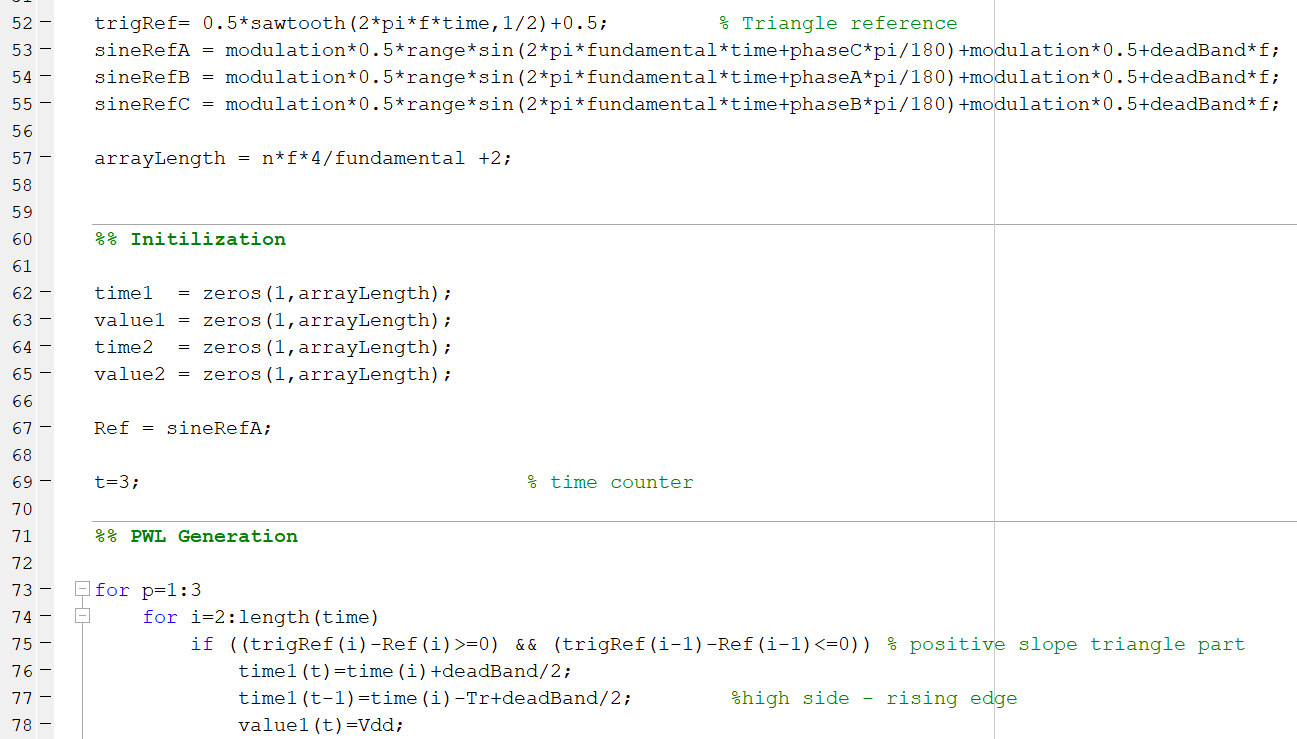 52 - trigRef= 0.5*sawtooth(2*pi*f*time,1/2)+0.5; % Triangle reference
53 - sineRefA = modulation*0.5*range*sin(2*pi*fundamental*time+phaseC*pi/180)+modulation*0.5+deadBand*f;
54 - sineRefB = modulation*0.5*range*sin(2*pi*fundamental*time+phaseA*pi/180)+modulation*0.5+deadBand*f;
55 - sineRefC = modulation*0.5*range*sin(2*pi*fundamental*time+phaseB*pi/180)+modulation*0.5+deadBand*f;
56
57 - arrayLength = n*f*4/fundamental +2;
58
59
60 %% Initilization
61
62 - time1 = zeros(1,arrayLength);
63 - value1 = zeros(1,arrayLength);
64 - time2 = zeros(1,arrayLength);
65 - value2 = zeros(1,arrayLength);
66
67 - Ref = sineRefA;
68
69 - t=3; % time counter
70
71 %% PWL Generation
72
73 - for p=1:3
74 - for i=2:length(time)
75 - if ((trigRef(i)-Ref(i)>=0) && (trigRef(i-1)-Ref(i-1)<=0)) % positive slope triangle part
76 - time1(t)=time(i)+deadBand/2;
77 - time1(t-1)=time(i)-Tr+deadBand/2; %high side - rising edge
78 - value1(t)=Vdd;